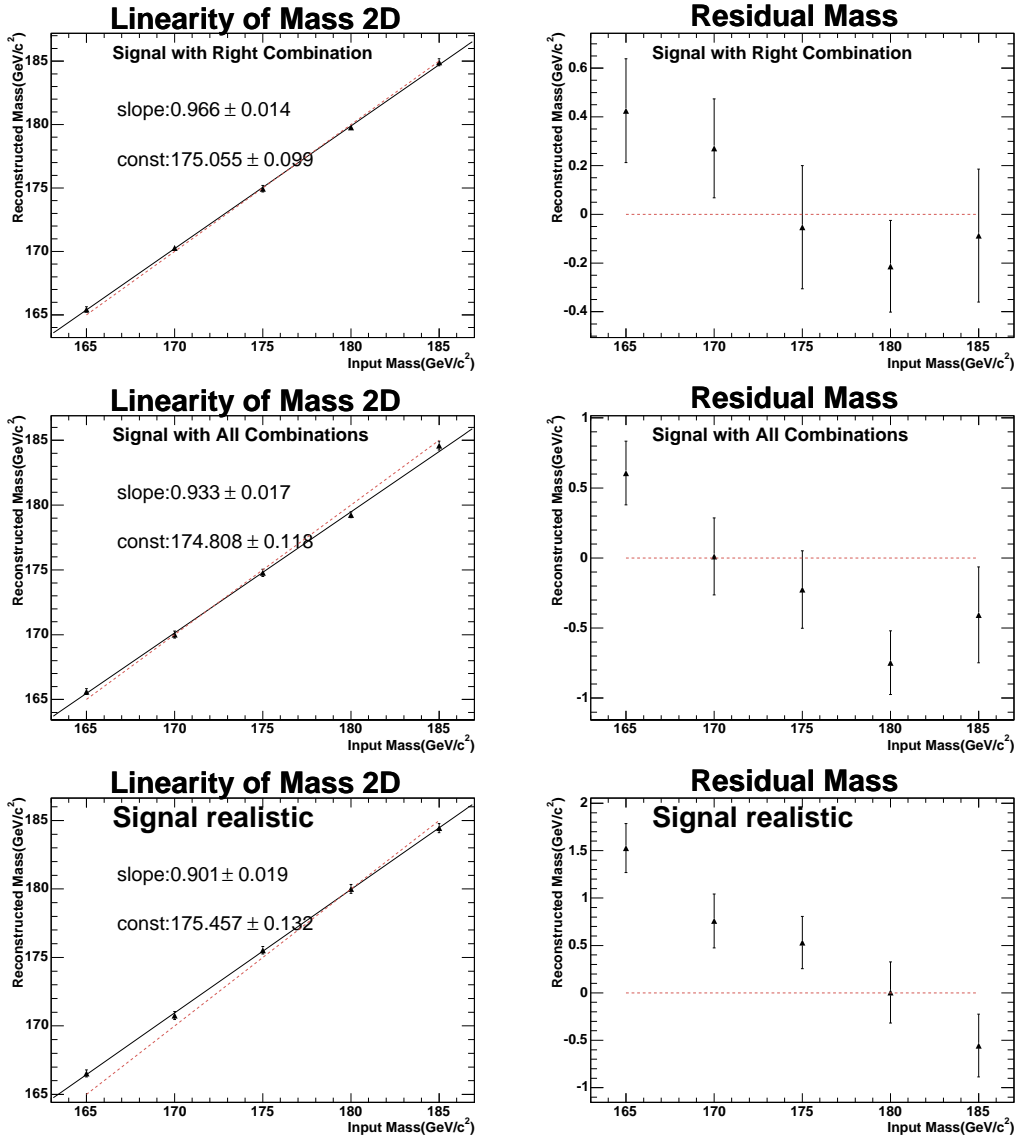 Linearity of Mass 2D
Signal with Right Combination
slope:0.966 ± 0.014
const:175.055 ± 0.099
Reconstructed Mass(GeV/c²)
185
180
175
170
165
165 170 175 180 185
Input Mass(GeV/c²)
Residual Mass
Signal with Right Combination
Reconstructed Mass(GeV/c²)
0.6
0.4
0.2
0
-0.2
-0.4
165 170 175 180 185
Input Mass(GeV/c²)
Linearity of Mass 2D
Signal with All Combinations
slope:0.933 ± 0.017
const:174.808 ± 0.118
Reconstructed Mass(GeV/c²)
185
180
175
170
165
165 170 175 180 185
Input Mass(GeV/c²)
Residual Mass
Signal with All Combinations
Reconstructed Mass(GeV/c²)
1
0.5
0
-0.5
-1
165 170 175 180 185
Input Mass(GeV/c²)
Linearity of Mass 2D
Signal realistic
slope:0.901 ± 0.019
const:175.457 ± 0.132
Reconstructed Mass(GeV/c²)
185
180
175
170
165
165 170 175 180 185
Input Mass(GeV/c²)
Residual Mass
Signal realistic
Reconstructed Mass(GeV/c²)
2
1.5
1
0.5
0
-0.5
-1
165 170 175 180 185
Input Mass(GeV/c²)